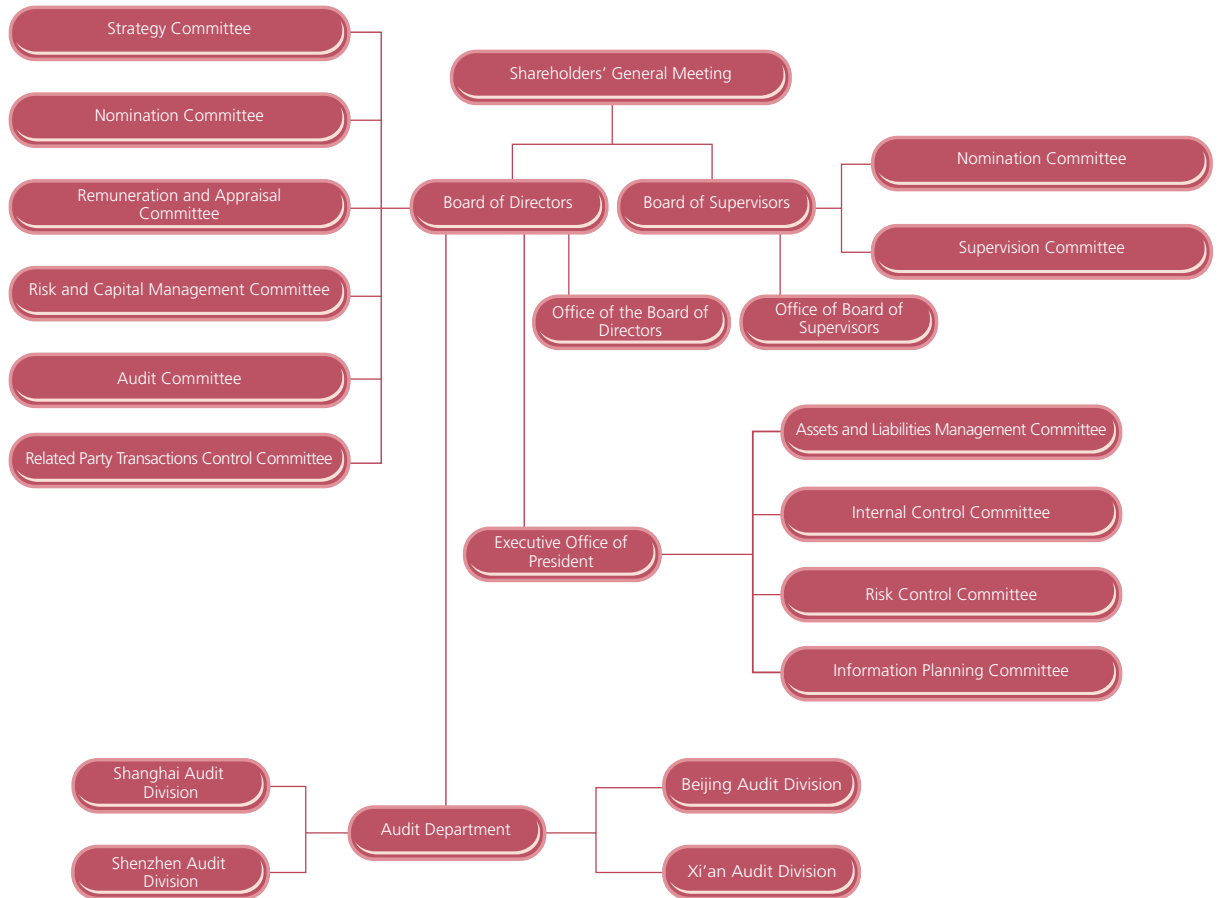 Strategy Committee
Shareholders’ General Meeting
Nomination Committee
Nomination Committee
Remuneration and Appraisal
Committee
Board of Directors
Board of Supervisors
Supervision Committee
Risk and Capital Management Committee
Office of the Board of
Directors
Office of Board of
Supervisors
Audit Committee
Related Party Transactions Control Committee
Assets and Liabilities Management Committee
Internal Control Committee
Executive Office of
President
Risk Control Committee
Information Planning Committee
Shanghai Audit
Division
Beijing Audit Division
Audit Department
Shenzhen Audit
Division
Xi’an Audit Division